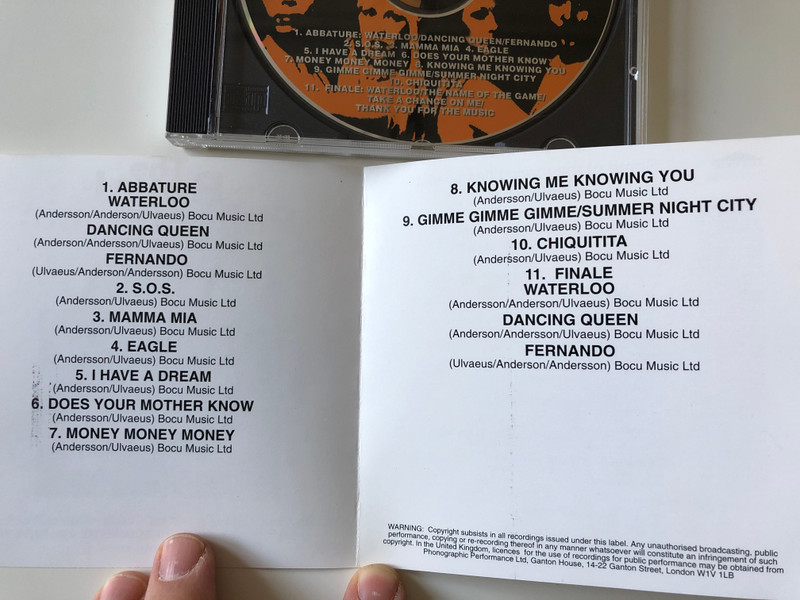 1. ABBATURE: WATERLOO/DANCING QUEEN/FERNANDO
2. S.O.S. 3. MAMMA MIA 4. EAGLE
5. I HAVE A DREAM 6. DOES YOUR MOTHER KNOW
7. MONEY MONEY MONEY 8. KNOWING ME KNOWING YOU
9. GIMME GIMME GIMME/SUMMER NIGHT CITY
10. CHIQUITITA
11. FINALE: WATERLOO/THE NAME OF THE GAME/
TAKE A CHANCE ON ME/
THANK YOU FOR THE MUSIC
1. ABBATURE
WATERLOO
(Andersson/Anderson/Ulvaeus) Bocu Music Ltd
DANCING QUEEN
(Andersson/Anderson/Ulvaeus) Bocu Music Ltd
FERNANDO
(Ulvaeus/Anderson/Andersson) Bocu Music Ltd
2. S.O.S.
(Andersson/Anderson/Ulvaeus) Bocu Music Ltd
3. MAMMA MIA
(Andersson/Ulvaeus) Bocu Music Ltd
4. EAGLE
(Andersson/Ulvaeus) Bocu Music Ltd
5. I HAVE A DREAM
(Andersson/Ulvaeus) Bocu Music Ltd
6. DOES YOUR MOTHER KNOW
(Andersson/Ulvaeus) Bocu Music Ltd
7. MONEY MONEY MONEY
(Andersson/Ulvaeus) Bocu Music Ltd
8. KNOWING ME KNOWING YOU
(Andersson/Ulvaeus) Bocu Music Ltd
9. GIMME GIMME GIMME/SUMMER NIGHT CITY
(Andersson/Ulvaeus) Bocu Music Ltd
10. CHIQUITITA
(Andersson/Ulvaeus) Bocu Music Ltd
11. FINALE
WATERLOO
(Andersson/Anderson/Ulvaeus) Bocu Music Ltd
DANCING QUEEN
(Andersson/Anderson/Ulvaeus) Bocu Music Ltd
FERNANDO
(Ulvaeus/Anderson/Andersson) Bocu Music Ltd
WARNING: Copyright subsists in all recordings issued under this label. Any unauthorised broadcasting, public
performance, copying or re-recording thereof in any manner whatsoever will constitute an infringement of such
copyright. In the United Kingdom, licences for the use of recordings for public performance may be obtained from
Phonographic Performance Ltd, Ganton House, 14-22 Ganton Street, London W1V 1LB